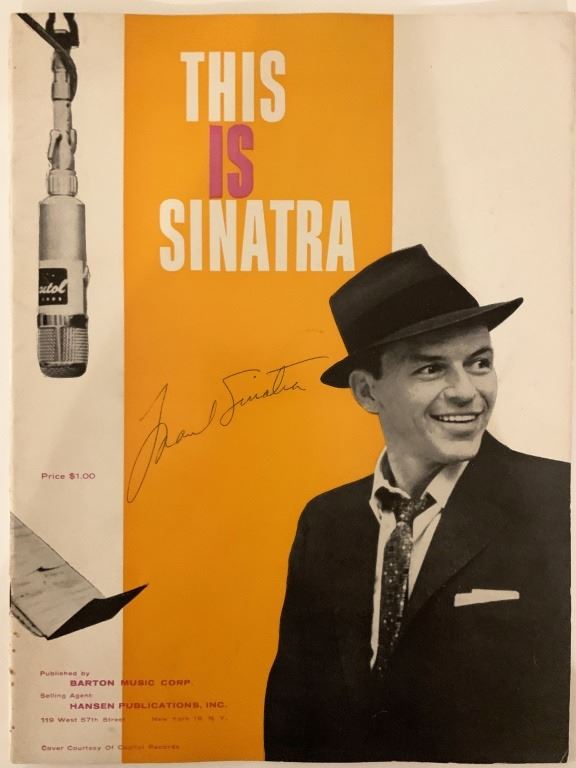 THIS
IS
SINATRA
Frank Sinatra
Price $1.00
Published by
BARTON MUSIC CORP.
Selling Agent:
HANSEN PUBLICATIONS, INC.
119 West 57th Street New York 19, N. Y.
Cover Courtesy Of Capitol Records